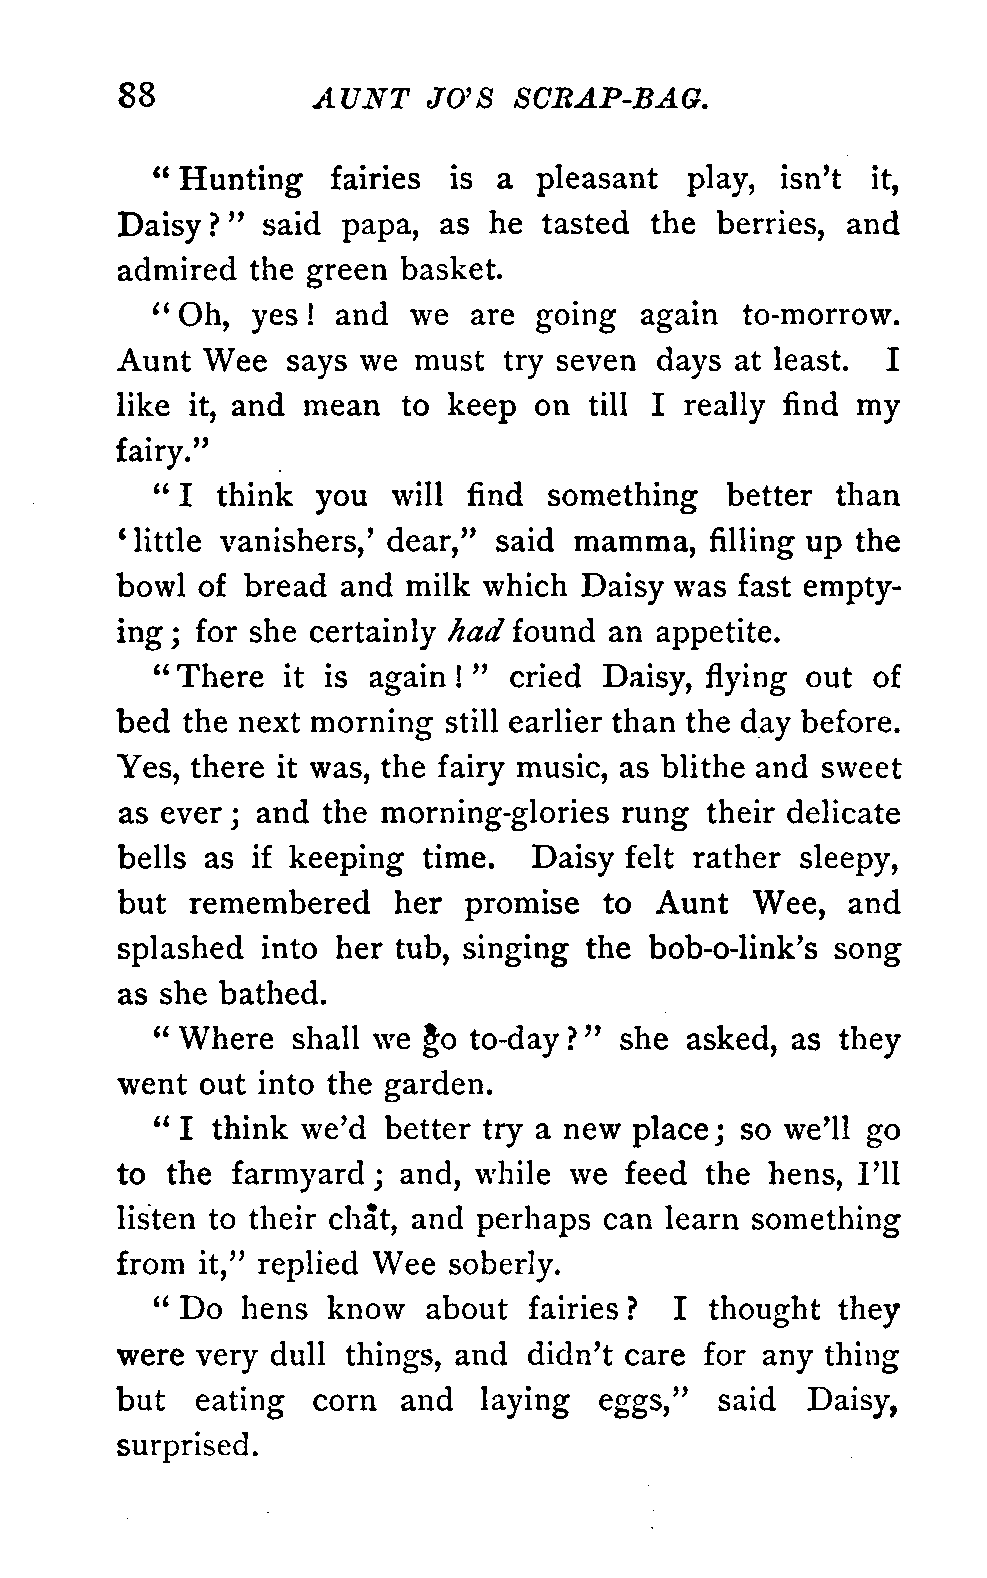 88 AUNT JO'S SCRAP-BAG.
"Hunting fairies is a pleasant play, isn't it,
Daisy?" said papa, as he tasted the berries, and
admired the green basket.
"Oh, yes! and we are going again to-morrow.
Aunt Wee says we must try seven days at least. I
like it, and mean to keep on till I really find my
fairy."
"I think you will find something better than
'little vanishers,' dear," said mamma, filling up the
bowl of bread and milk which Daisy was fast empty-
ing; for she certainly had found an appetite.
"There it is again!" cried Daisy, flying out of
bed the next morning still earlier than the day before.
Yes, there it was, the fairy music, as blithe and sweet
as ever; and the morning-glories rung their delicate
bells as if keeping time. Daisy felt rather sleepy,
but remembered her promise to Aunt Wee, and
splashed into her tub, singing the bob-o-link's song
as she bathed.
"Where shall we go to-day?" she asked, as they
went out into the garden.
"I think we'd better try a new place; so we'll go
to the farmyard; and, while we feed the hens, I'll
listen to their chat, and perhaps can learn something
from it," replied Wee soberly.
"Do hens know about fairies? I thought they
were very dull things, and didn't care for any thing
but eating corn and laying eggs," said Daisy,
surprised.